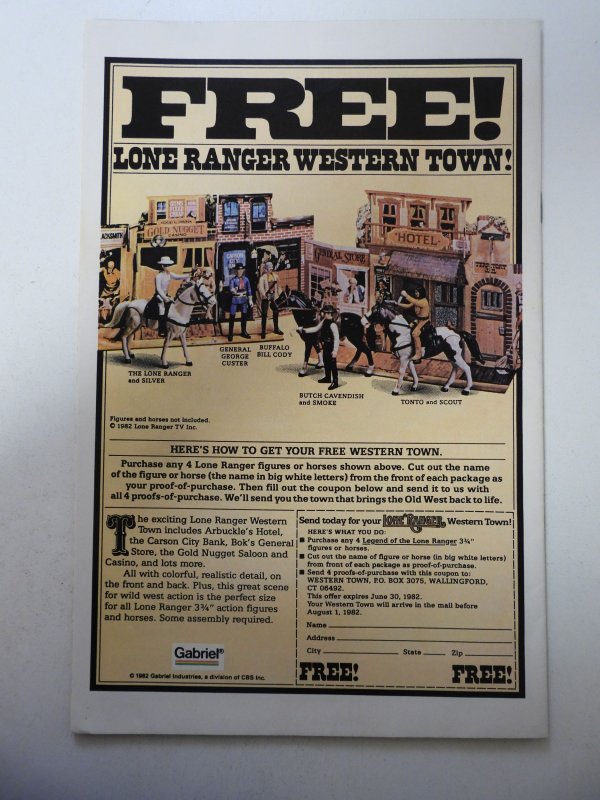 FREE!
LONE RANGER WESTERN TOWN!
GOLD NUGGET
CASINO
HOTEL
GENERAL STORE
CARSON CITY
THE LONE RANGER
and SILVER
GENERAL
GEORGE
CUSTER
BUFFALO
BILL CODY
BUTCH CAVENDISH
and SMOKE
TONTO and SCOUT
Figures and horses not included.
© 1982 Lone Ranger TV Inc.
HERE'S HOW TO GET YOUR FREE WESTERN TOWN.
Purchase any 4 Lone Ranger figures or horses shown above. Cut out the name
of the figure or horse (the name in big white letters) from the front of each package as
your proof-of-purchase. Then fill out the coupon below and send it to us with
all 4 proofs-of-purchase. We'll send you the town that brings the Old West back to life.
The exciting Lone Ranger Western
Town includes Arbuckle's Hotel,
the Carson City Bank, Bok's General
Store, the Gold Nugget Saloon and
Casino, and lots more.
All with colorful, realistic detail, on
the front and back. Plus, this great scene
for wild west action is the perfect size
for all Lone Ranger 3¾" action figures
and horses. Some assembly required.
Gabriel®
© 1982 Gabriel Industries, a division of CBS Inc.
Send today for your LONE RANGER Western Town!
HERE'S WHAT YOU DO:
■ Purchase any 4 Legend of the Lone Ranger 3¾"
figures or horses.
■ Cut out the name of figure or horse (in big white letters)
from front of each package as proof-of-purchase.
■ Send 4 proofs-of-purchase with this coupon to:
WESTERN TOWN, P.O. BOX 3075, WALLINGFORD,
CT 06492.
This offer expires June 30, 1982.
Your Western Town will arrive in the mail before
August 1, 1982.
Name
Address
City State Zip
FREE! FREE!